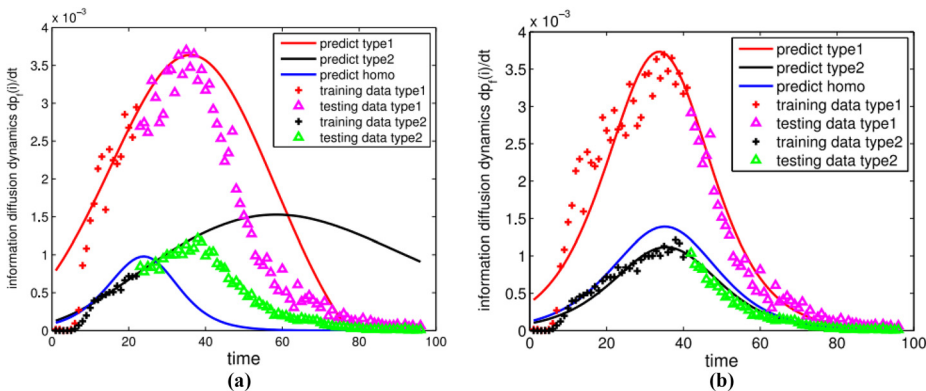 x 10⁻³
4
3.5
3
2.5
2
1.5
1
0.5
0
information diffusion dynamics dp_f(i)/dt
predict type1
predict type2
predict homo
training data type1
testing data type1
training data type2
testing data type2
0 20 40 60 80 100
time
(a)
x 10⁻³
4
3.5
3
2.5
2
1.5
1
0.5
0
information diffusion dynamics dp_f(i)/dt
predict type1
predict type2
predict homo
training data type1
testing data type1
training data type2
testing data type2
0 20 40 60 80 100
time
(b)